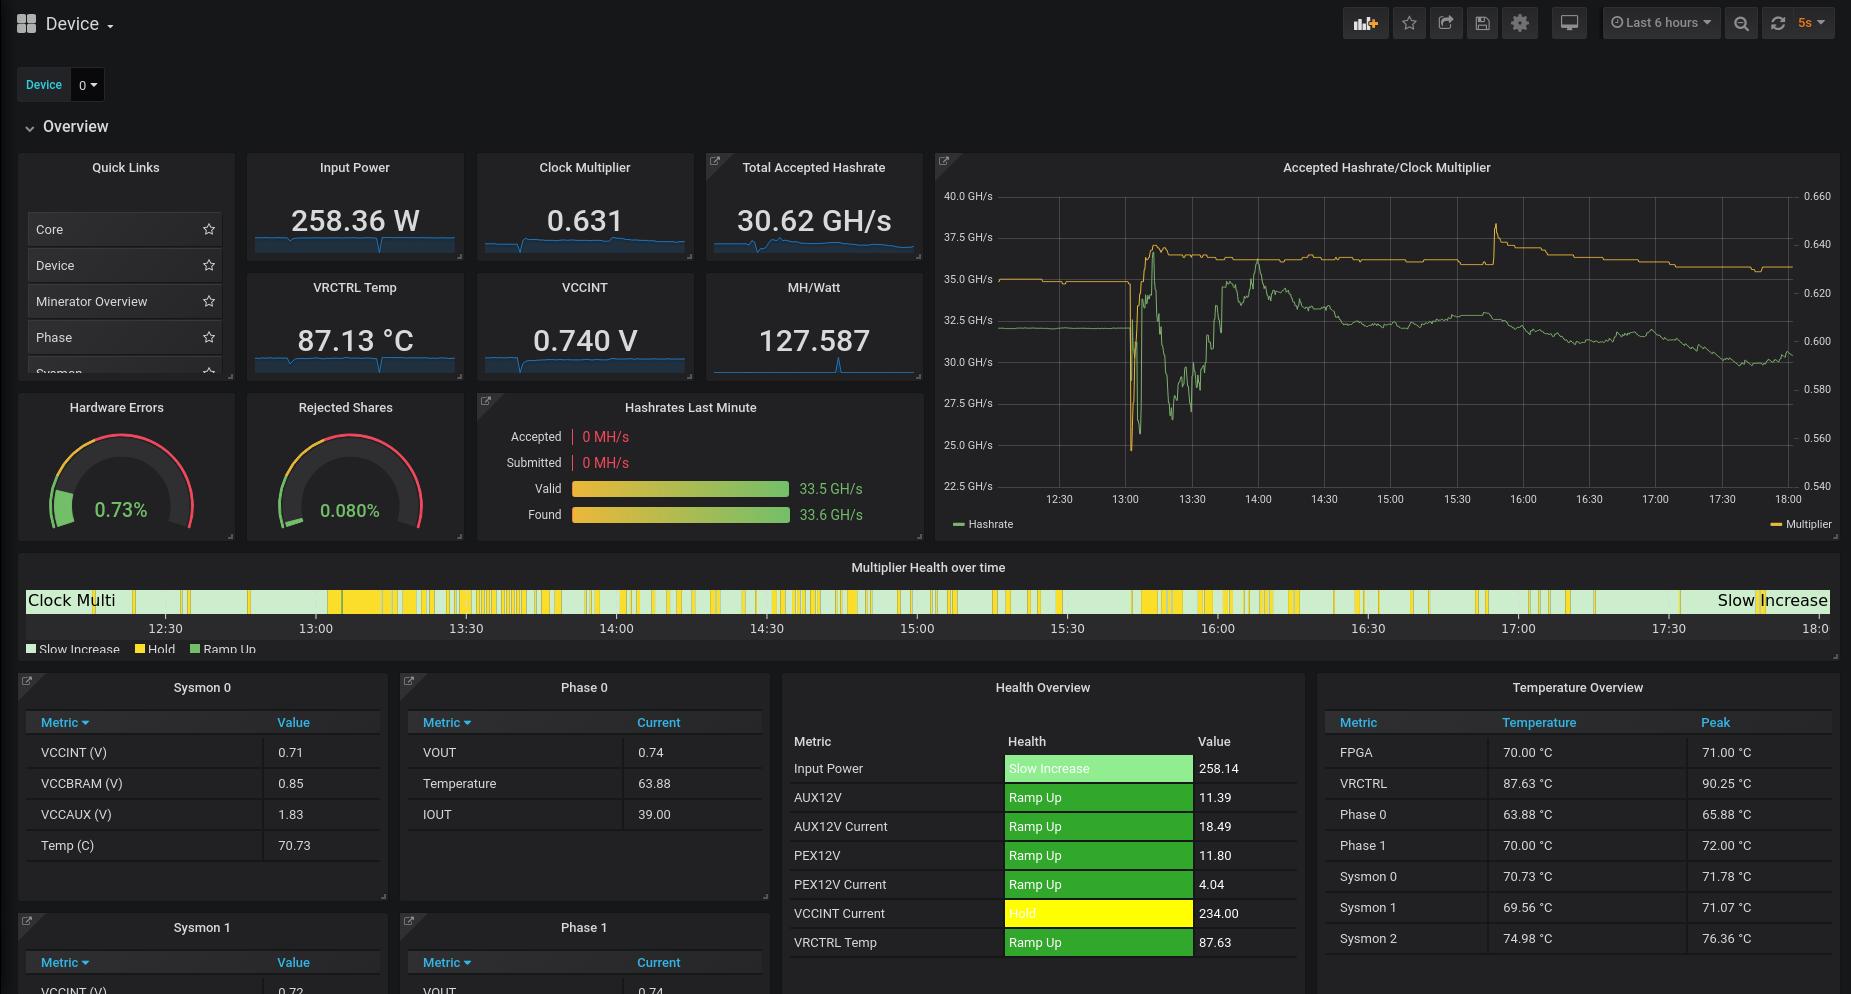 Device
Last 6 hours
5s
Device 0
Overview
Quick Links
Core
Device
Minerator Overview
Phase
Sysmon
Input Power
258.36 W
Clock Multiplier
0.631
Total Accepted Hashrate
30.62 GH/s
VRCTRL Temp
87.13 °C
VCCINT
0.740 V
MH/Watt
127.587
Accepted Hashrate/Clock Multiplier
40.0 GH/s 0.660
37.5 GH/s 0.640
35.0 GH/s 0.620
32.5 GH/s 0.600
30.0 GH/s 0.580
27.5 GH/s 0.560
25.0 GH/s 0.540
22.5 GH/s
12:30 13:00 13:30 14:00 14:30 15:00 15:30 16:00 16:30 17:00 17:30 18:00
Hashrate Multiplier
Hardware Errors
0.73%
Rejected Shares
0.080%
Hashrates Last Minute
Accepted 0 MH/s
Submitted 0 MH/s
Valid 33.5 GH/s
Found 33.6 GH/s
Multiplier Health over time
Clock Multi Slow Increase
12:30 13:00 13:30 14:00 14:30 15:00 15:30 16:00 16:30 17:00 17:30 18:0
Slow Increase Hold Ramp Up
Sysmon 0
Metric Value
VCCINT (V) 0.71
VCCBRAM (V) 0.85
VCCAUX (V) 1.83
Temp (C) 70.73
Phase 0
Metric Current
VOUT 0.74
Temperature 63.88
IOUT 39.00
Health Overview
Metric Health Value
Input Power Slow Increase 258.14
AUX12V Ramp Up 11.39
AUX12V Current Ramp Up 18.49
PEX12V Ramp Up 11.80
PEX12V Current Ramp Up 4.04
VCCINT Current Hold 234.00
VRCTRL Temp Ramp Up 87.63
Temperature Overview
Metric Temperature Peak
FPGA 70.00 °C 71.00 °C
VRCTRL 87.63 °C 90.25 °C
Phase 0 63.88 °C 65.88 °C
Phase 1 70.00 °C 72.00 °C
Sysmon 0 70.73 °C 71.78 °C
Sysmon 1 69.56 °C 71.07 °C
Sysmon 2 74.98 °C 76.36 °C
Sysmon 1
Metric Value
VCCINT (V) 0.72
Phase 1
Metric Current
VOUT 0.74